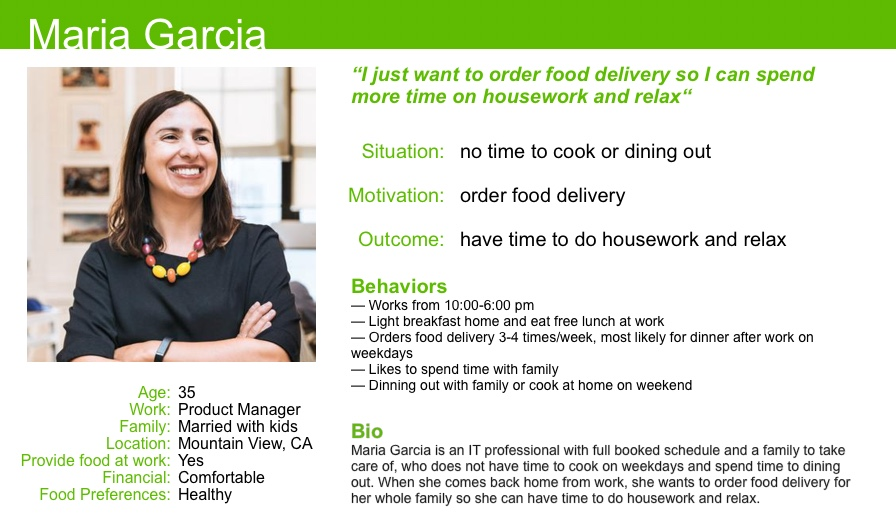 Maria Garcia
“I just want to order food delivery so I can spend
more time on housework and relax“
Situation: no time to cook or dining out
Motivation: order food delivery
Outcome: have time to do housework and relax
Behaviors
— Works from 10:00-6:00 pm
— Light breakfast home and eat free lunch at work
— Orders food delivery 3-4 times/week, most likely for dinner after work on
weekdays
— Likes to spend time with family
— Dinning out with family or cook at home on weekend
Age: 35
Work: Product Manager
Family: Married with kids
Location: Mountain View, CA
Provide food at work: Yes
Financial: Comfortable
Food Preferences: Healthy
Bio
Maria Garcia is an IT professional with full booked schedule and a family to take
care of, who does not have time to cook on weekdays and spend time to dining
out. When she comes back home from work, she wants to order food delivery for
her whole family so she can have time to do housework and relax.